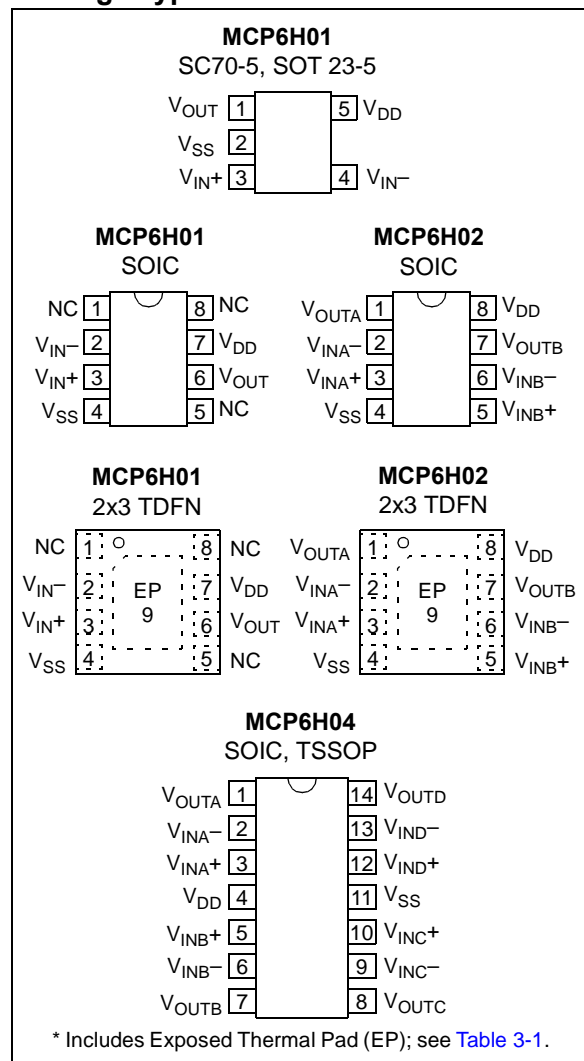 MCP6H01
SC70-5, SOT 23-5
VOUT 1 5 VDD
VSS 2
VIN+ 3 4 VIN–
MCP6H01 MCP6H02
SOIC SOIC
NC 1 8 NC VOUTA 1 8 VDD
VIN– 2 7 VDD VINA– 2 7 VOUTB
VIN+ 3 6 VOUT VINA+ 3 6 VINB–
VSS 4 5 NC VSS 4 5 VINB+
MCP6H01 MCP6H02
2x3 TDFN 2x3 TDFN
NC 1 8 NC VOUTA 1 8 VDD
VIN– 2 EP 7 VDD VINA– 2 EP 7 VOUTB
VIN+ 3 9 6 VOUT VINA+ 3 9 6 VINB–
VSS 4 5 NC VSS 4 5 VINB+
MCP6H04
SOIC, TSSOP
VOUTA 1 14 VOUTD
VINA– 2 13 VIND–
VINA+ 3 12 VIND+
VDD 4 11 VSS
VINB+ 5 10 VINC+
VINB– 6 9 VINC–
VOUTB 7 8 VOUTC
* Includes Exposed Thermal Pad (EP); see Table 3-1.